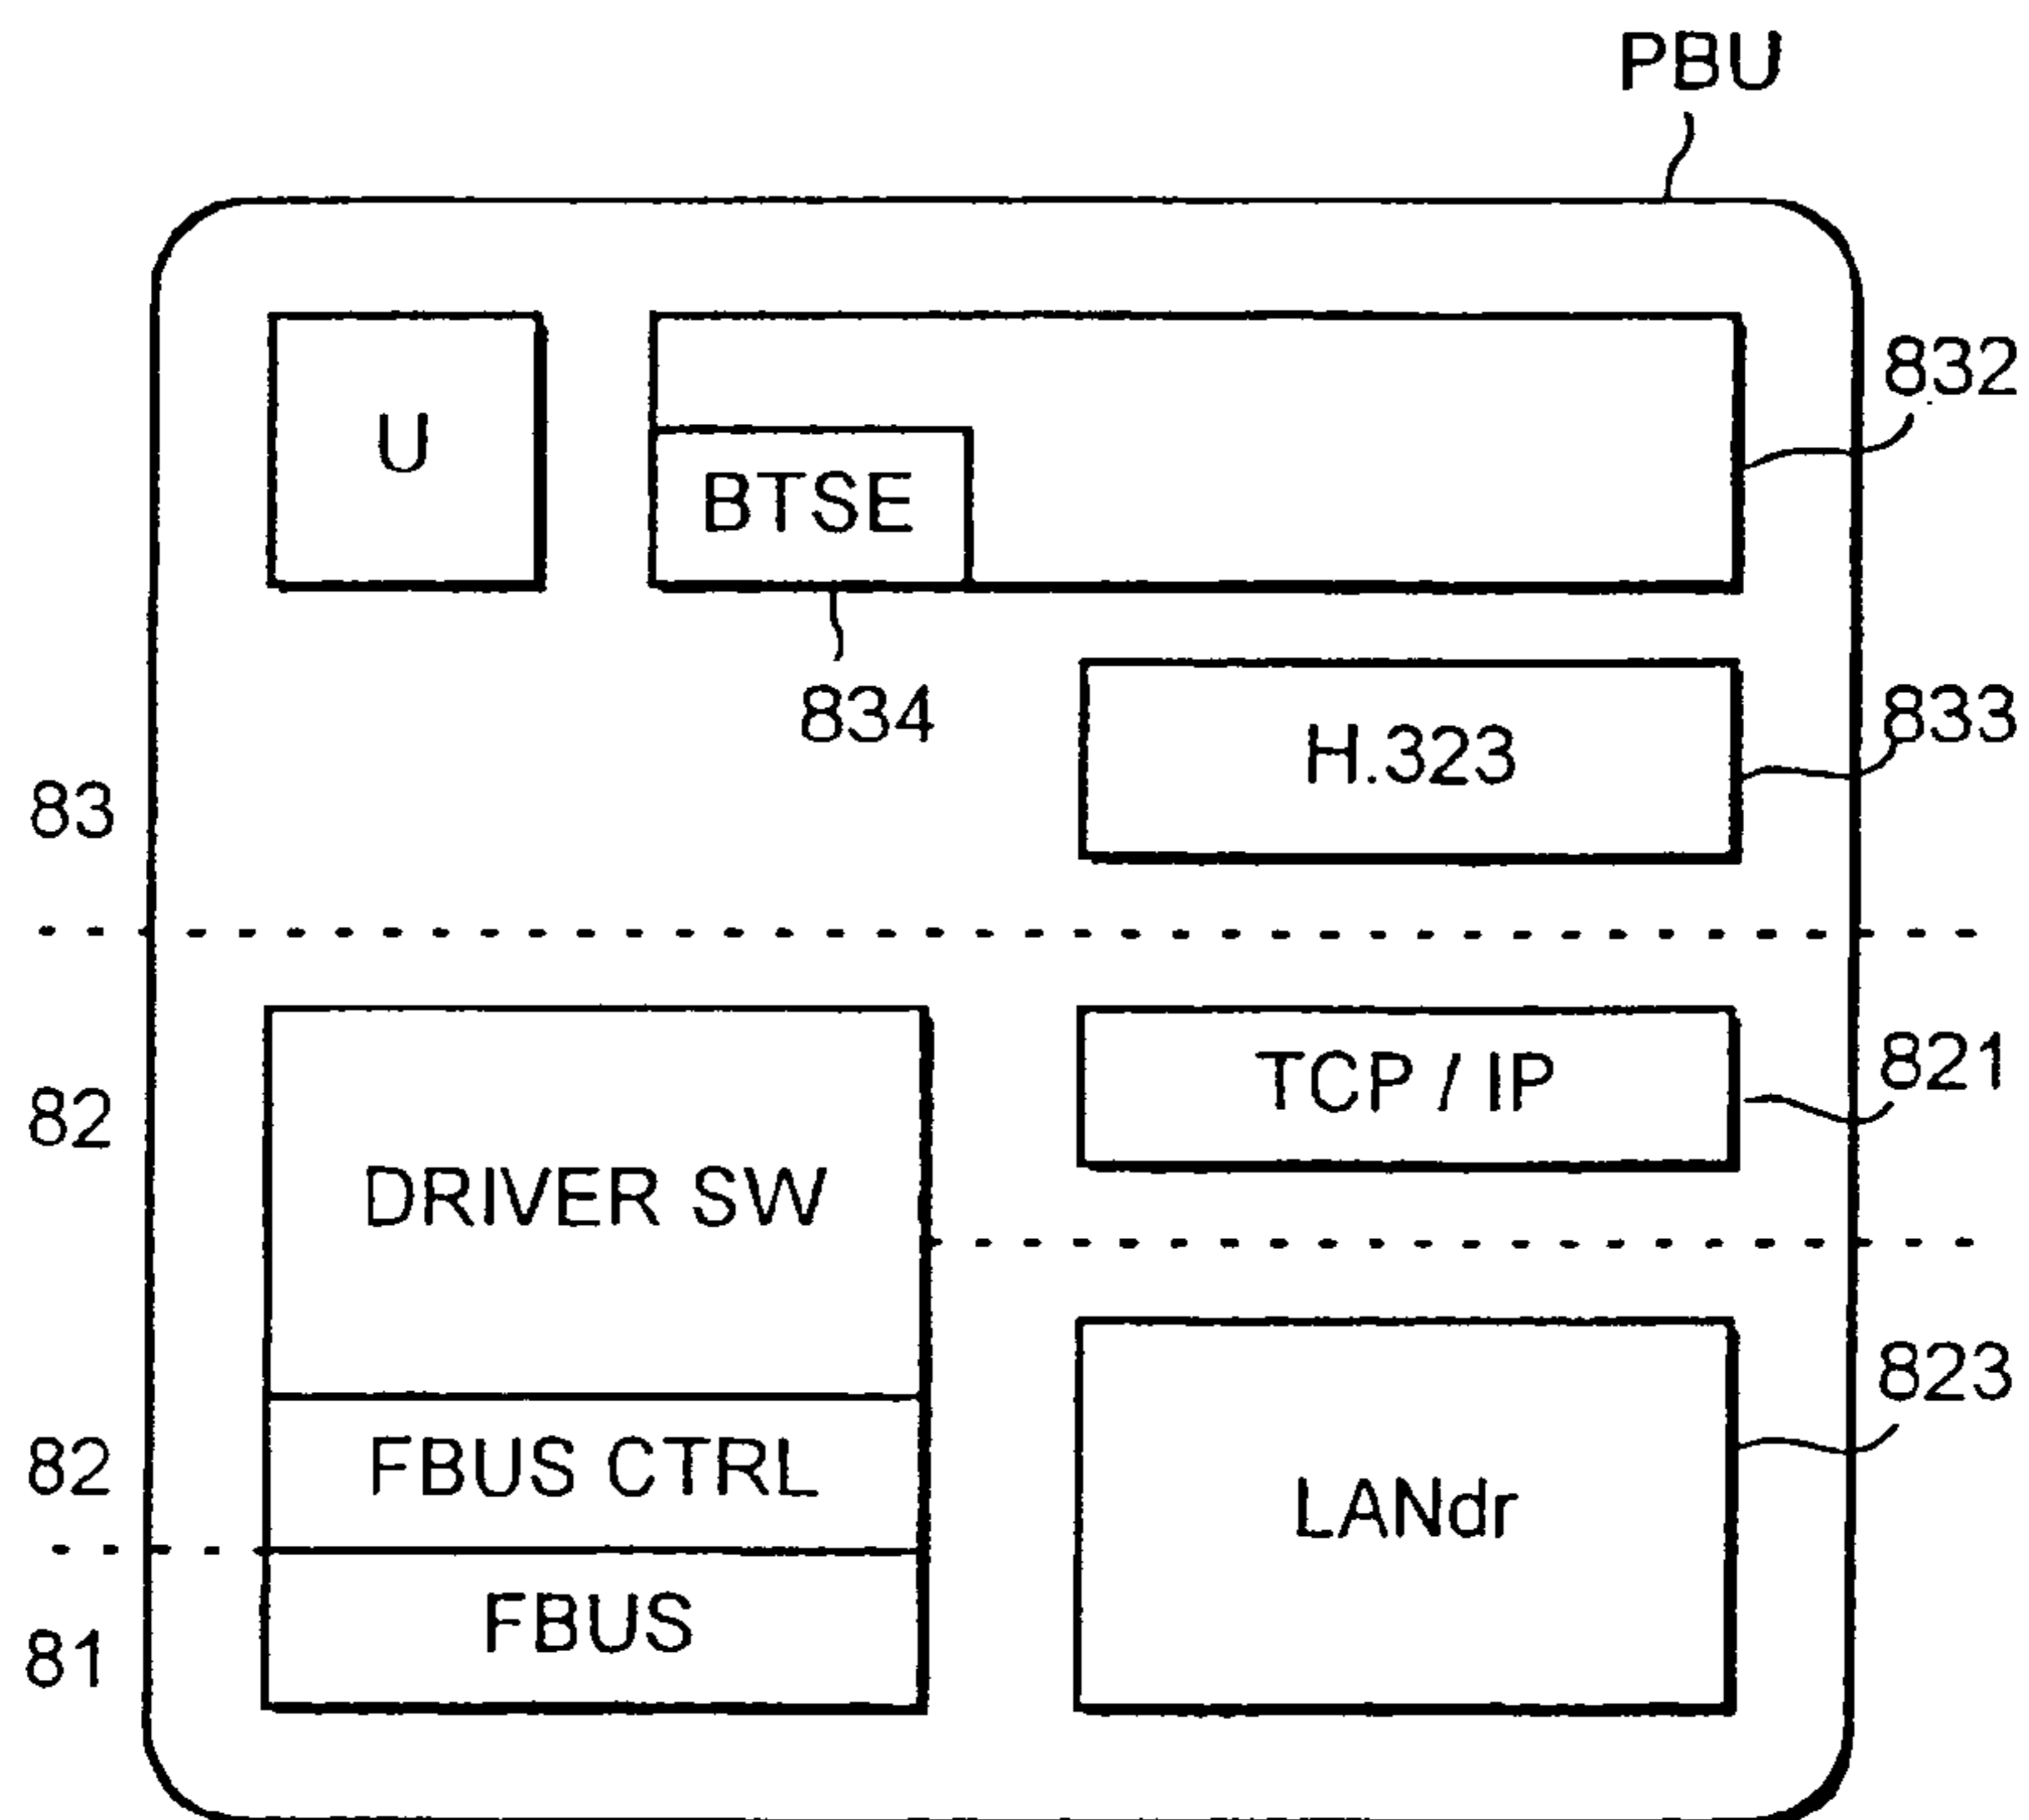 PBU
U
832
BTSE
834
H.323
833
83
TCP / IP
821
82
DRIVER SW
823
82
FBUS CTRL
LANdr
FBUS
81